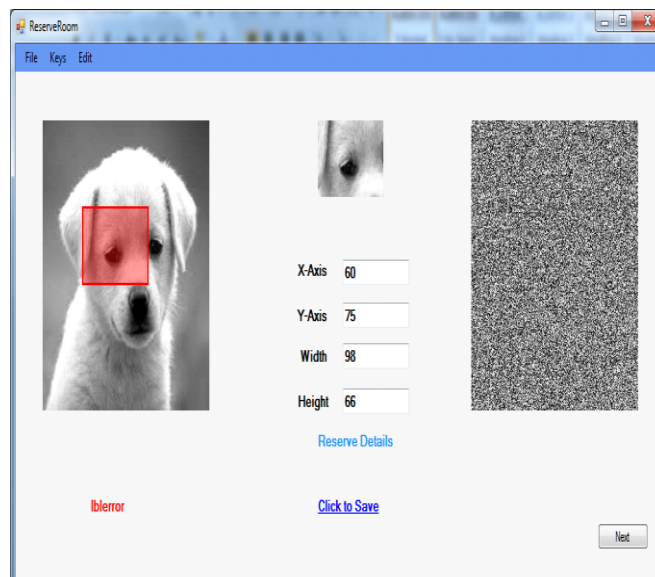 ReserveRoom
File Keys Edit
X-Axis 60
Y-Axis 75
Width 98
Height 66
Reserve Details
lblerror
Click to Save
Next